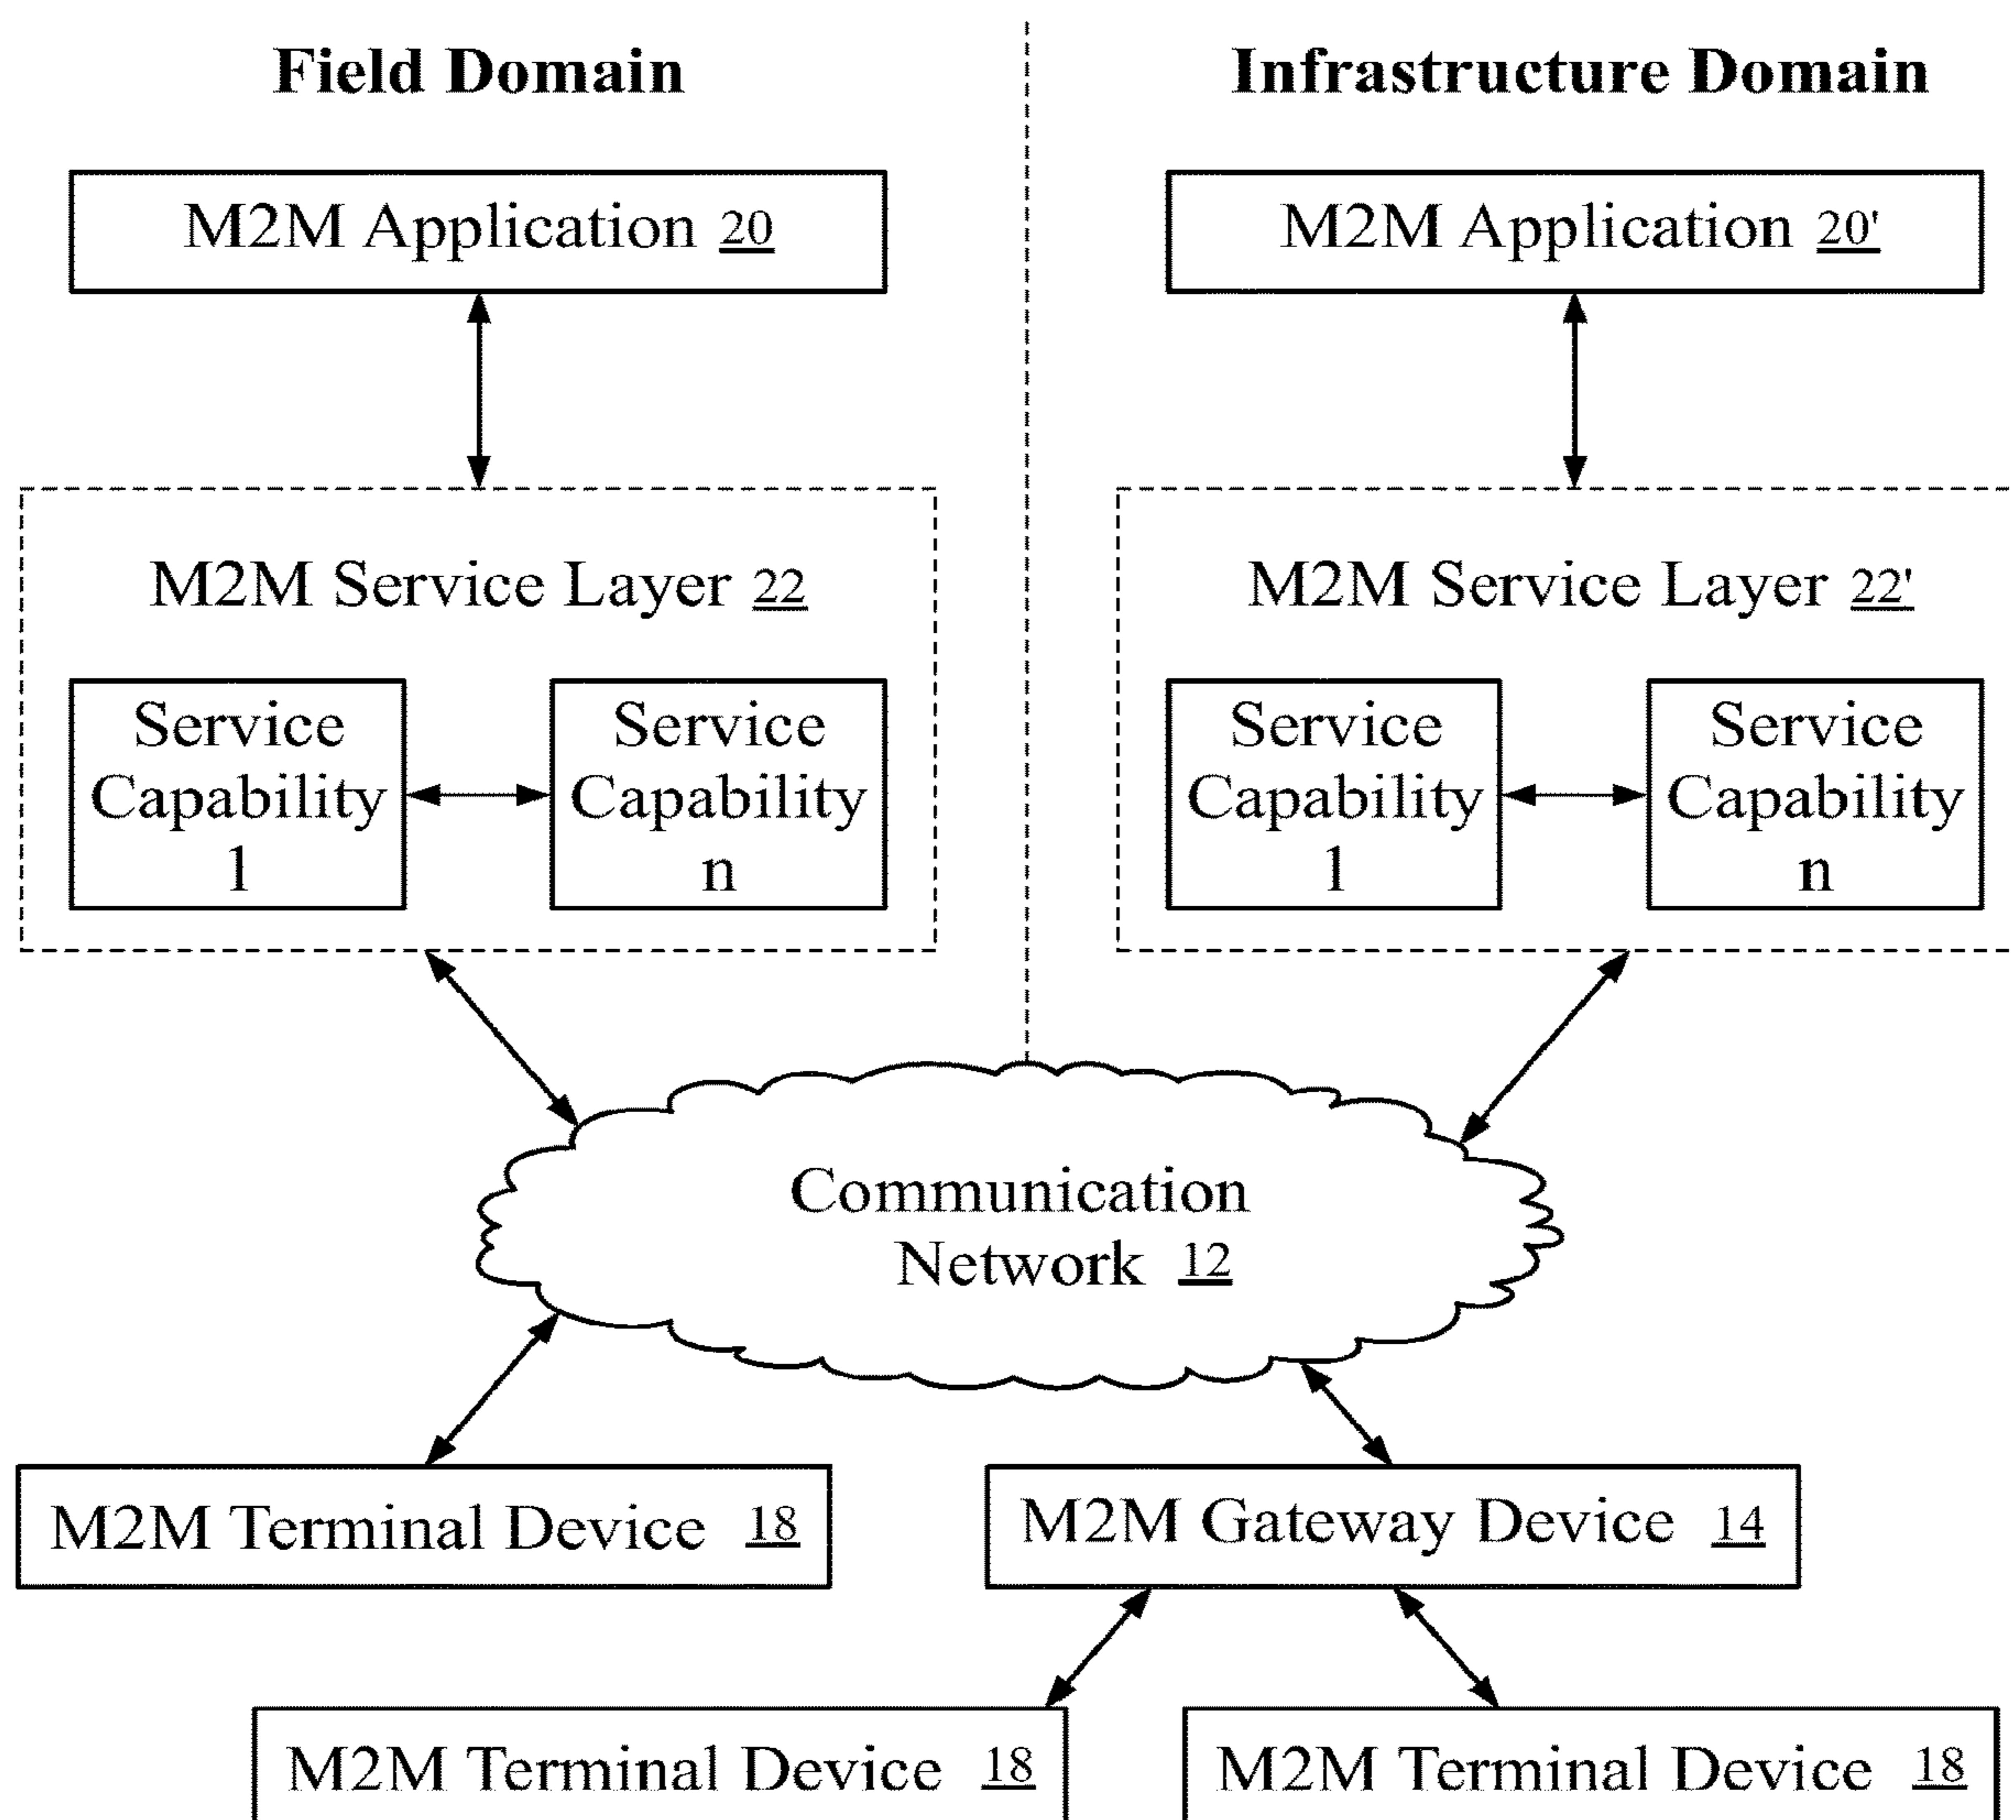 Field Domain
Infrastructure Domain
M2M Application 20
M2M Application 20'
M2M Service Layer 22
M2M Service Layer 22'
Service
Capability
1
Service
Capability
n
Service
Capability
1
Service
Capability
n
Communication
Network 12
M2M Terminal Device 18
M2M Gateway Device 14
M2M Terminal Device 18
M2M Terminal Device 18